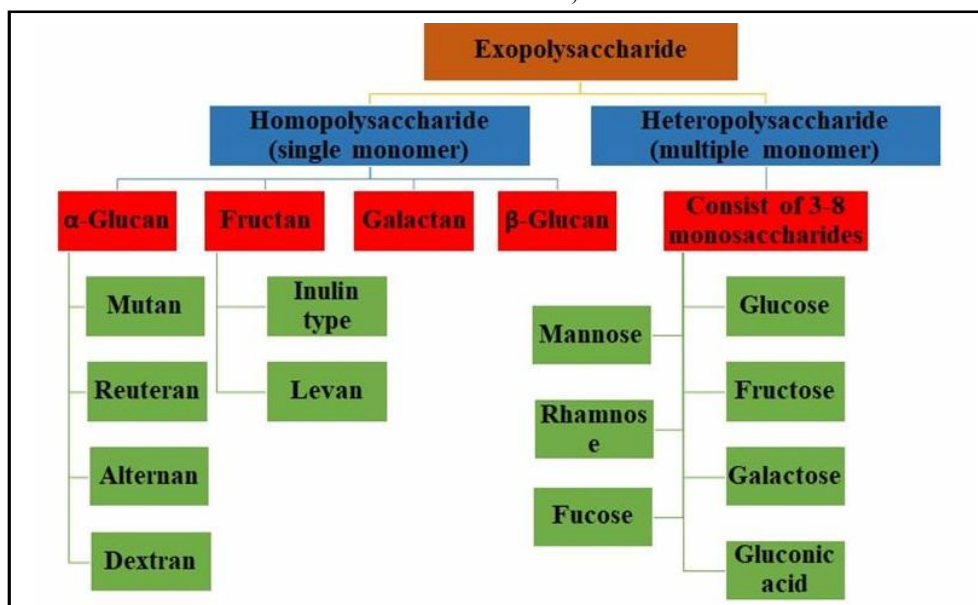 Exopolysaccharide
Homopolysaccharide
(single monomer)
Heteropolysaccharide
(multiple monomer)
α-Glucan
Fructan
Galactan
β-Glucan
Consist of 3-8
monosaccharides
Mutan
Reuteran
Alternan
Dextran
Inulin
type
Levan
Mannose
Rhamnos
e
Fucose
Glucose
Fructose
Galactose
Gluconic
acid